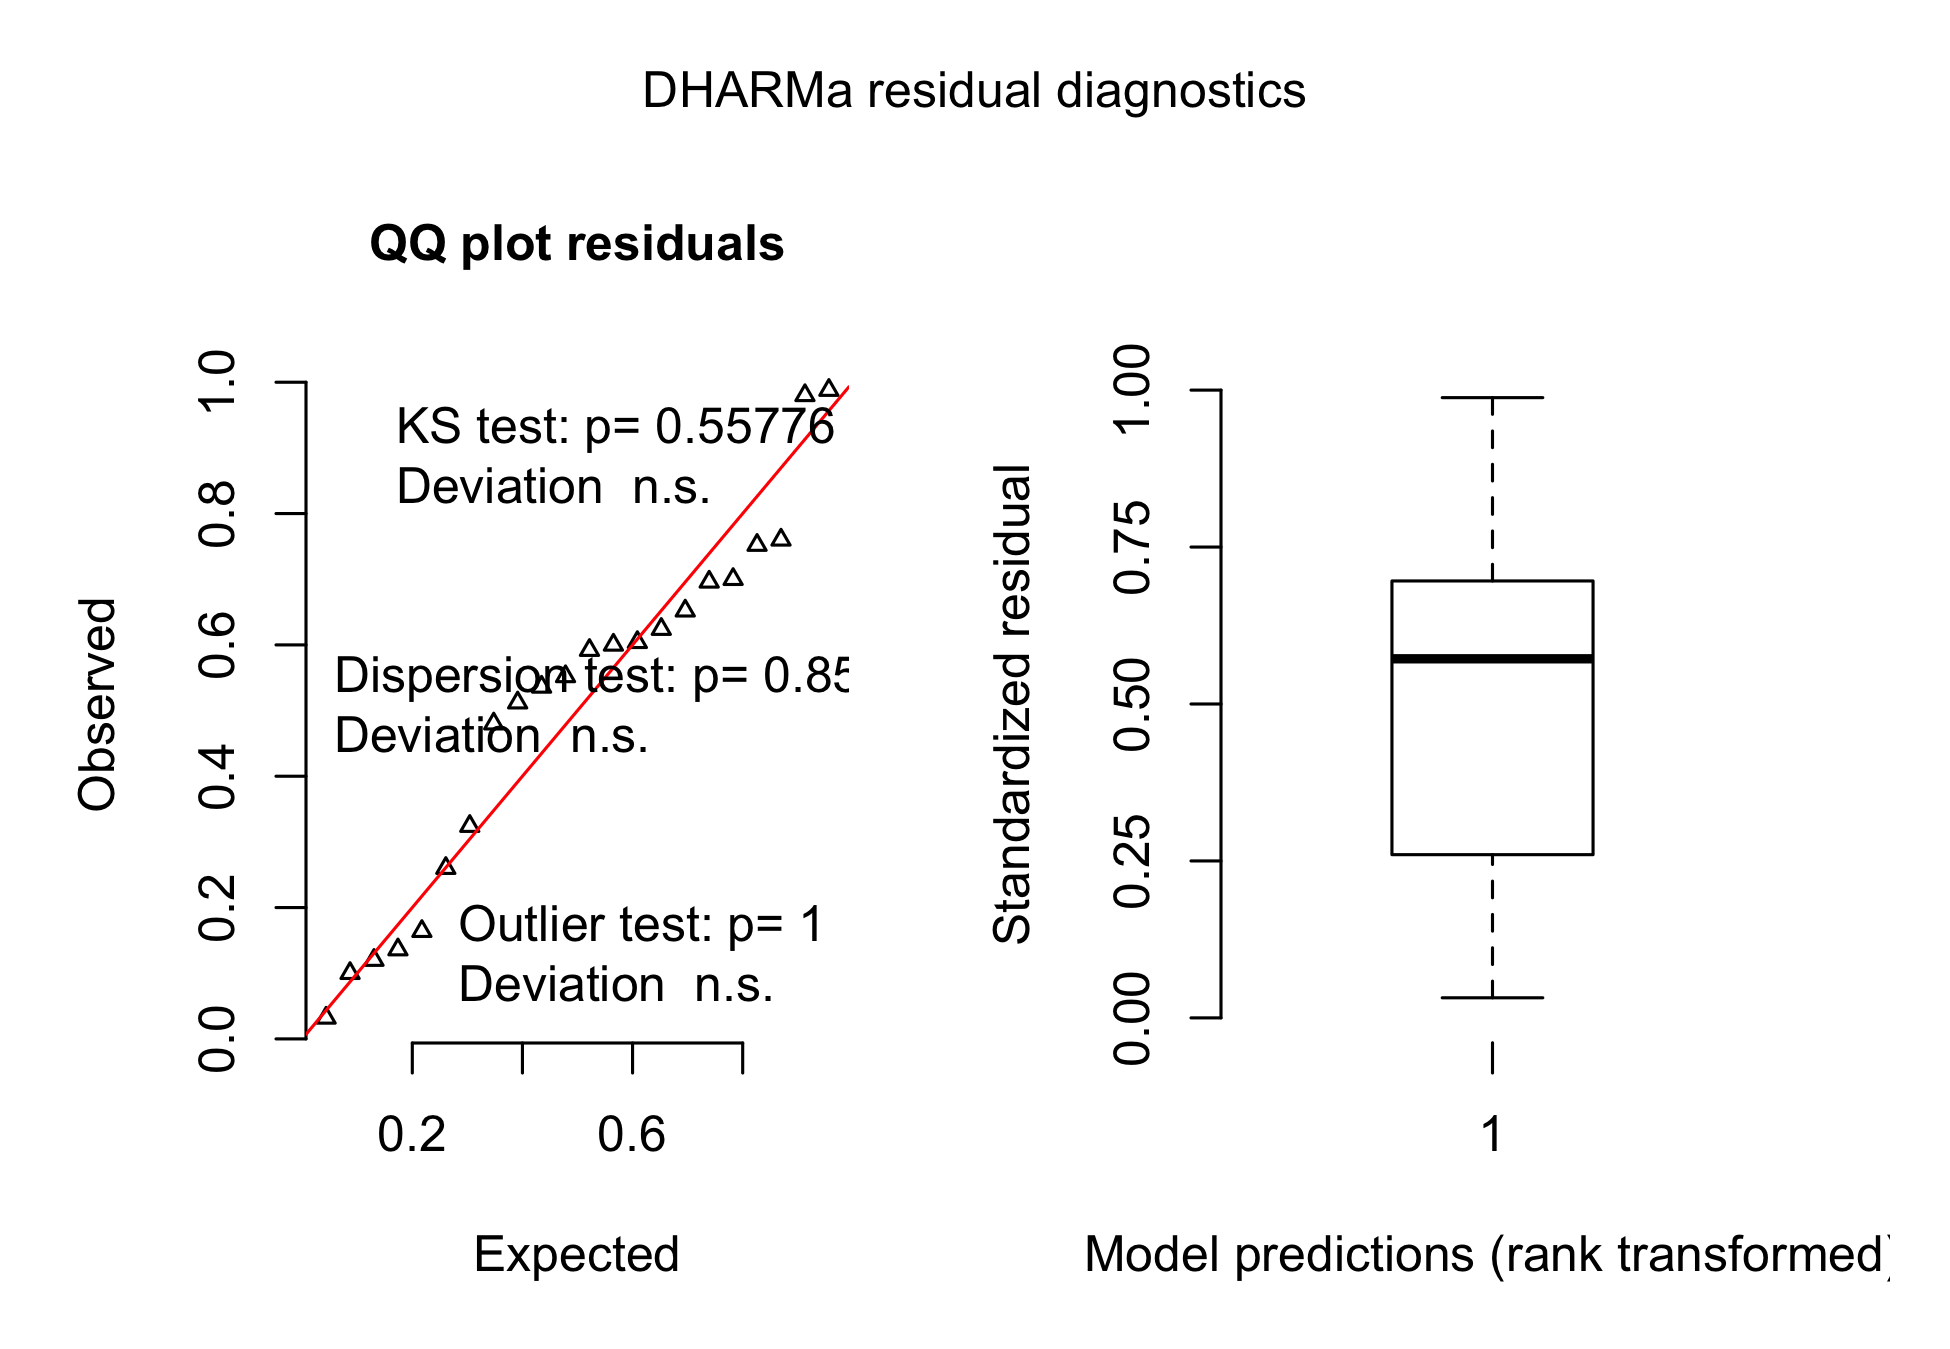 DHARMa residual diagnostics
QQ plot residuals
KS test: p= 0.55776
Deviation n.s.
Dispersion test: p= 0.85
Deviation n.s.
Outlier test: p= 1
Deviation n.s.
Observed
0.0
0.2
0.4
0.6
0.8
1.0
0.2
0.6
Expected
Standardized residual
0.00
0.25
0.50
0.75
1.00
1
Model predictions (rank transformed)